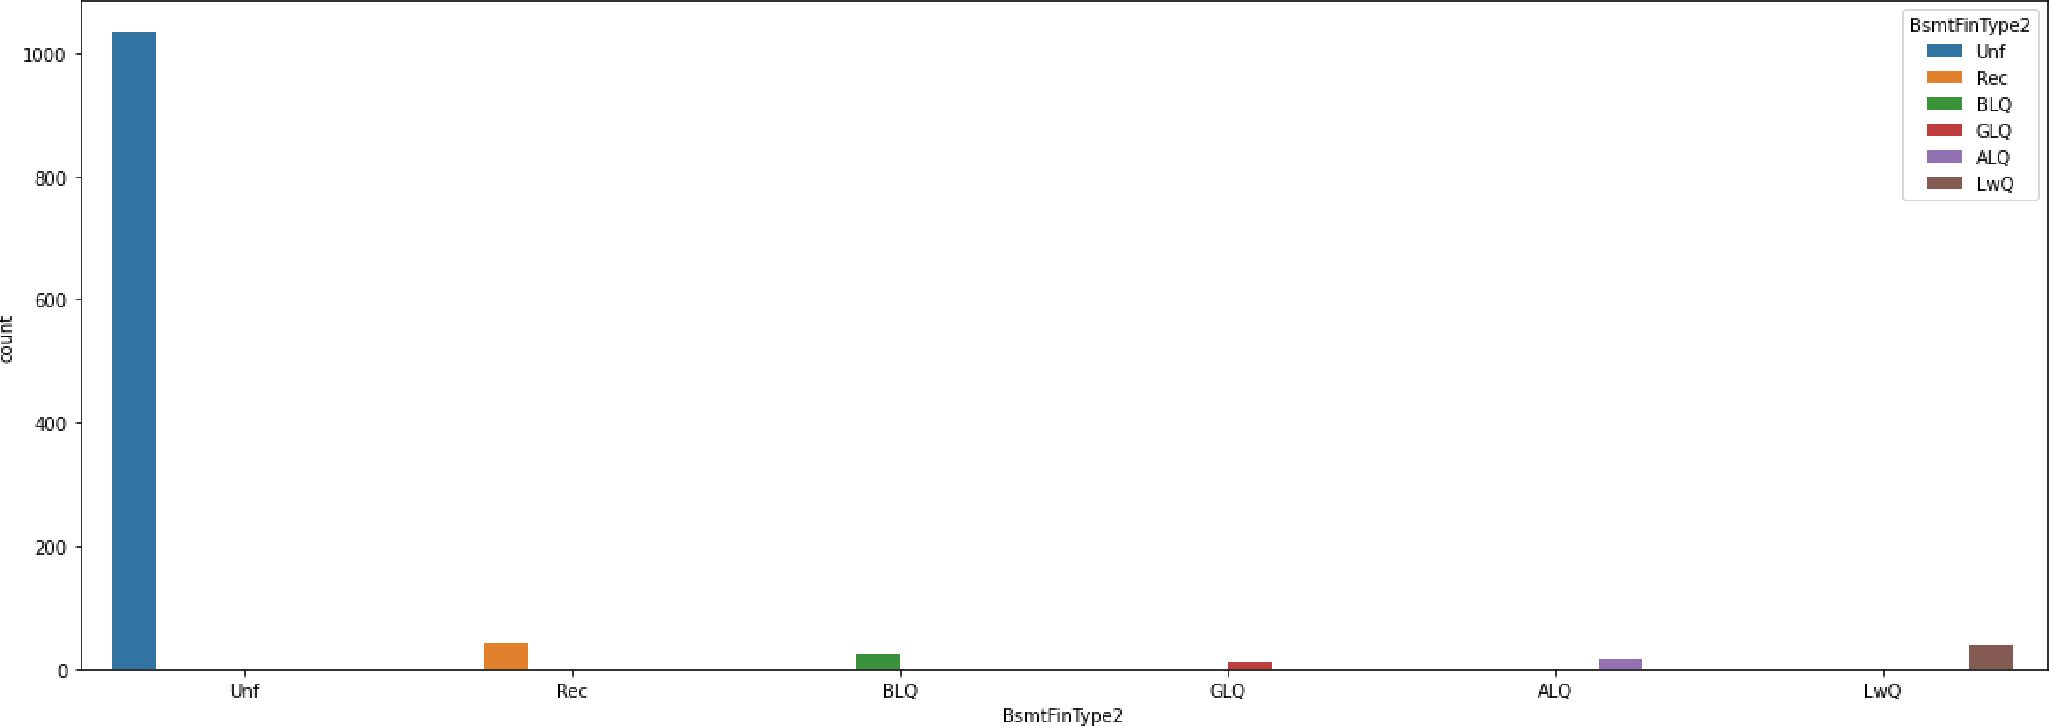 BsmtFinType2
Unf
Rec
BLQ
GLQ
ALQ
LwQ
1000
800
600
400
200
0
count
Unf Rec BLQ GLQ ALQ LwQ
BsmtFinType2